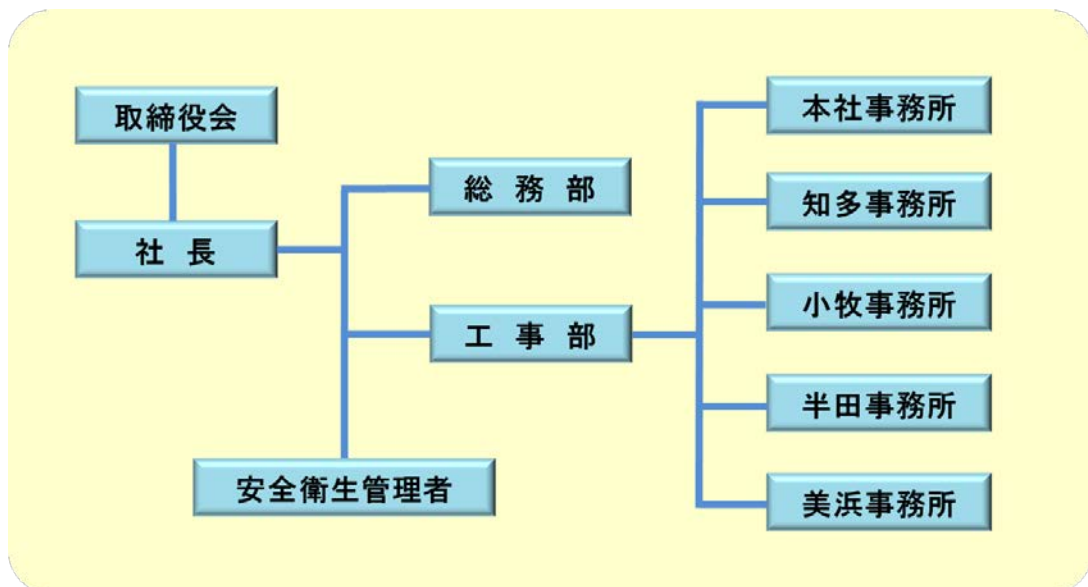 取締役会
社 長
総 務 部
工 事 部
安全衛生管理者
本社事務所
知多事務所
小牧事務所
半田事務所
美浜事務所